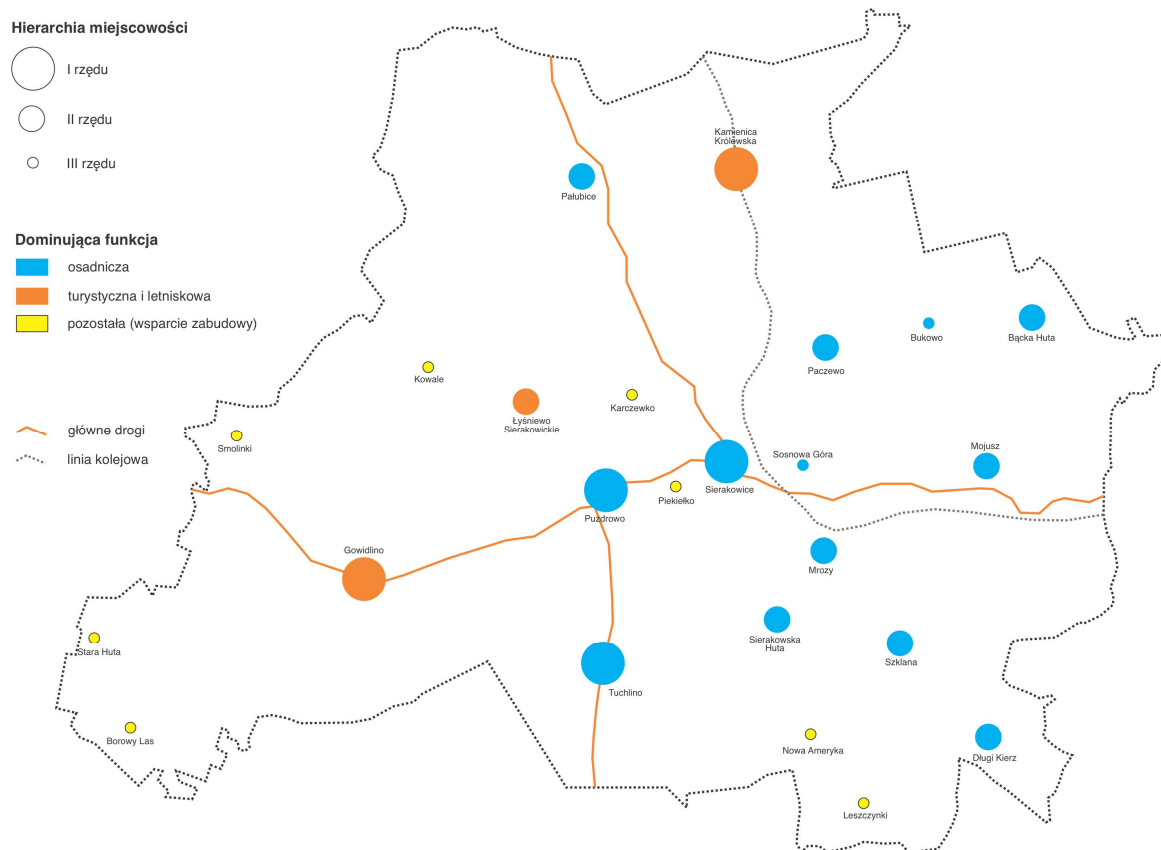 Hierarchia miejscowości
I rzędu
II rzędu
III rzędu
Dominująca funkcja
osadnicza
turystyczna i letniskowa
pozostała (wsparcie zabudowy)
główne drogi
linia kolejowa
Kamienica
Królewska
Pałubice
Bukowo
Bącka Huta
Paczewo
Kowale
Karczewko
Łyśniewo
Sierakowickie
Smolinki
Sosnowa Góra
Mojusz
Sierakowice
Piekiełko
Puzdrowo
Gowidlino
Mrozy
Sierakowska
Huta
Szklana
Stara Huta
Tuchlino
Borowy Las
Nowa Ameryka
Długi Kierz
Leszczynki